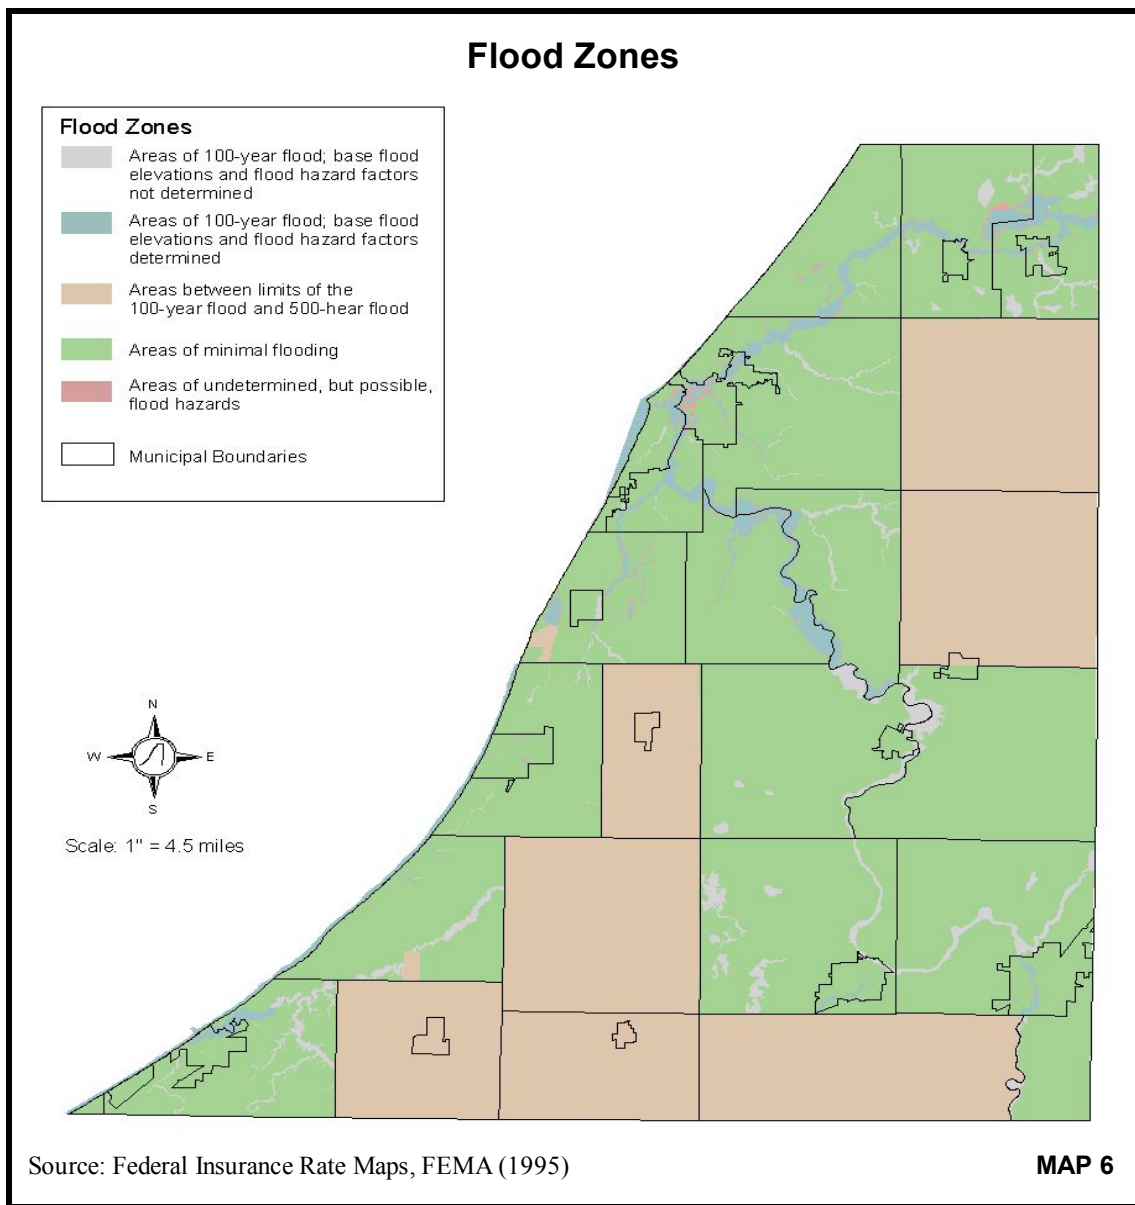 Flood Zones
Flood Zones
Areas of 100-year flood; base flood
elevations and flood hazard factors
not determined
Areas of 100-year flood; base flood
elevations and flood hazard factors
determined
Areas between limits of the
100-year flood and 500-hear flood
Areas of minimal flooding
Areas of undetermined, but possible,
flood hazards
Municipal Boundaries
N
W E
S
Scale: 1" = 4.5 miles
Source: Federal Insurance Rate Maps, FEMA (1995)
MAP 6